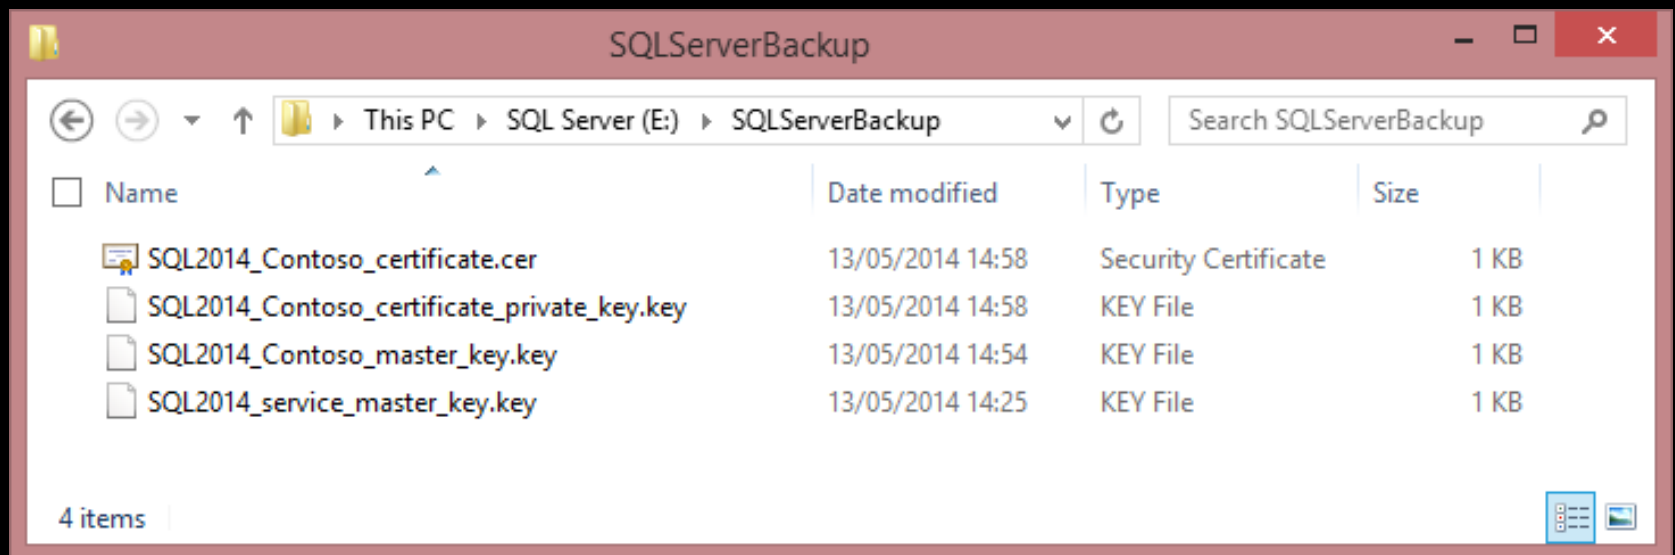 SQLServerBackup
This PC SQL Server (E:) SQLServerBackup Search SQLServerBackup
Name Date modified Type Size
SQL2014_Contoso_certificate.cer 13/05/2014 14:58 Security Certificate 1 KB
SQL2014_Contoso_certificate_private_key.key 13/05/2014 14:58 KEY File 1 KB
SQL2014_Contoso_master_key.key 13/05/2014 14:54 KEY File 1 KB
SQL2014_service_master_key.key 13/05/2014 14:25 KEY File 1 KB
4 items